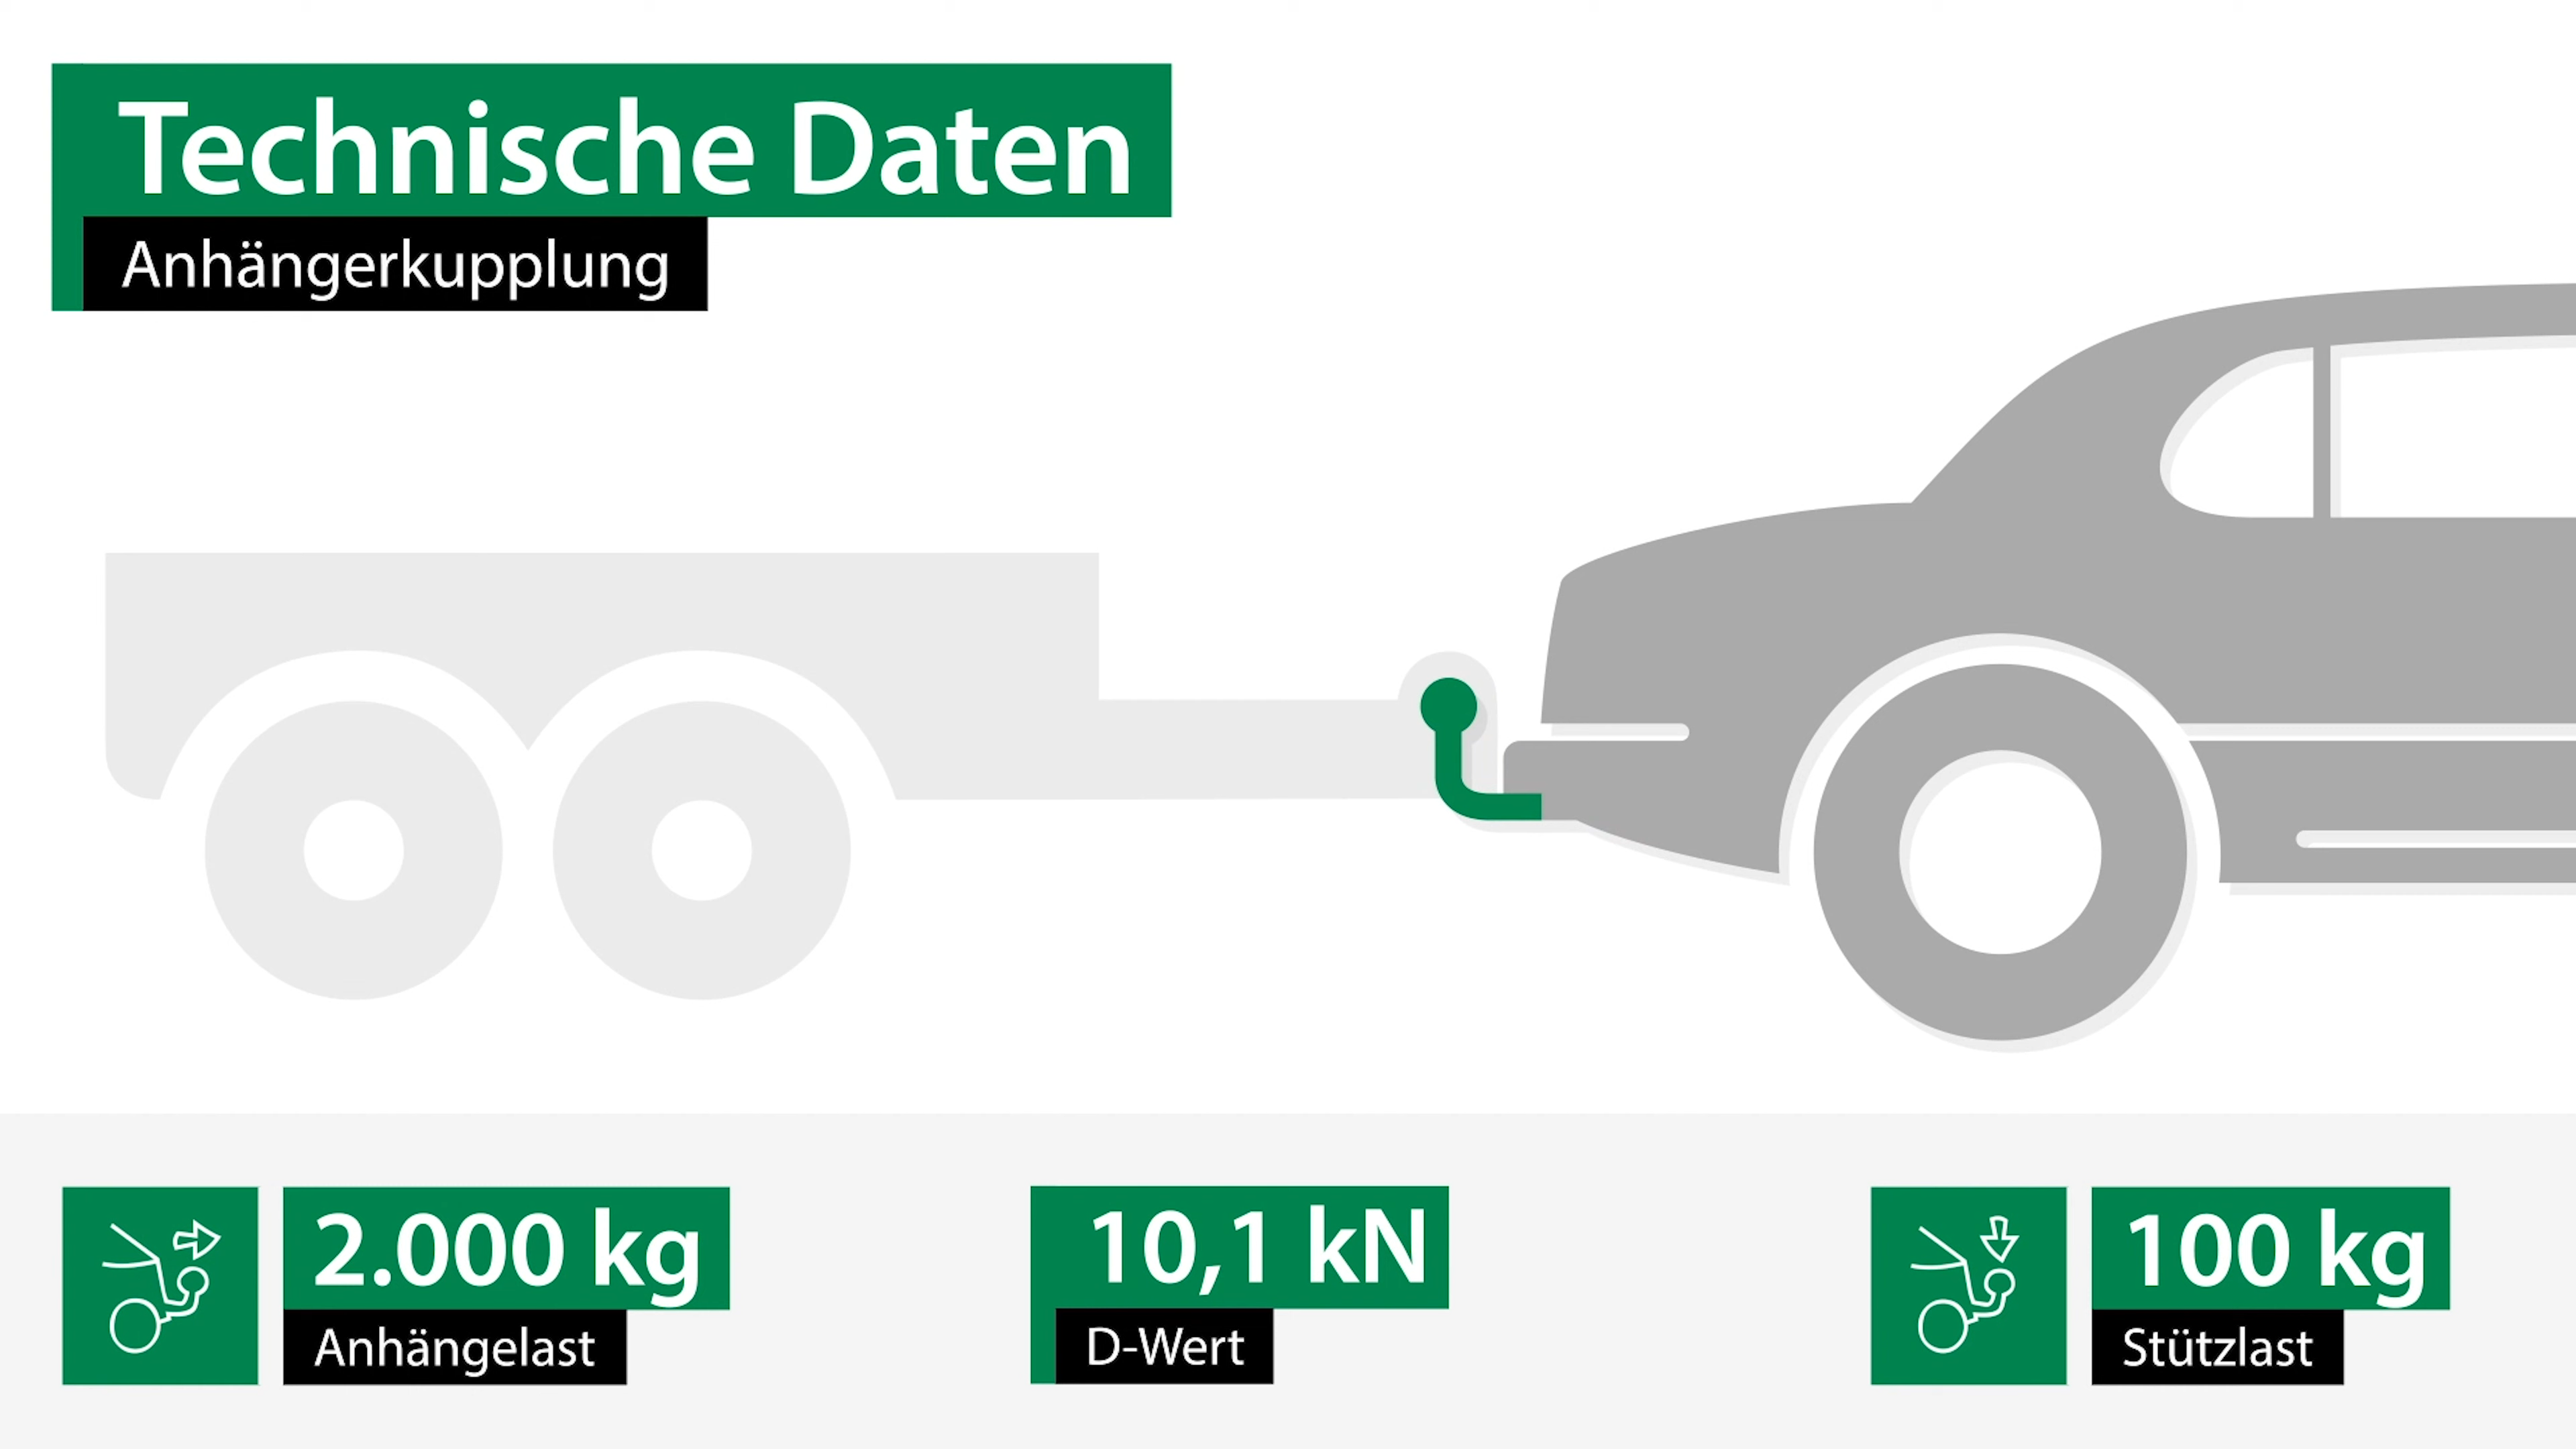 Technische Daten
Anhängerkupplung
2.000 kg
Anhängelast
10,1 kN
D-Wert
100 kg
Stützlast